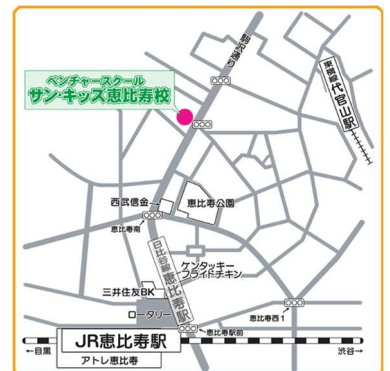 駒沢通り
東横線 代官山駅
ベンチャースクール
サン・キッズ恵比寿校
西武信金
恵比寿公園
恵比寿南
日比谷線 恵比寿駅
ケンタッキー
フライドチキン
三井住友BK
ロータリー
恵比寿西1
恵比寿駅前
JR恵比寿駅
アトレ恵比寿
←目黒
渋谷→